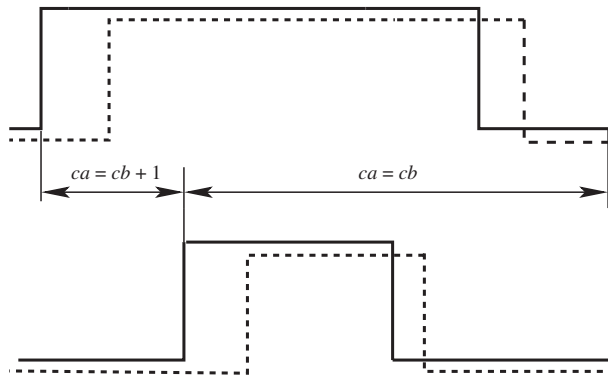 ca = cb + 1
ca = cb